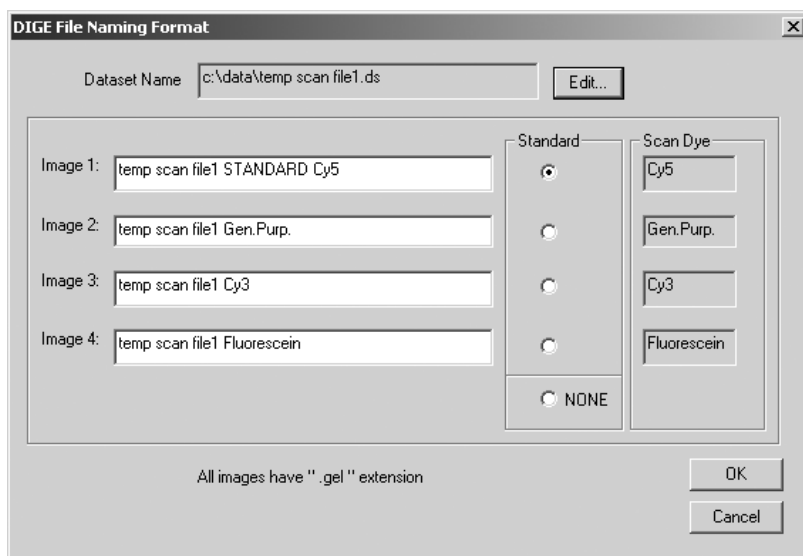 DIGE File Naming Format
Dataset Name c:\data\temp scan file1.ds Edit...
Standard Scan Dye
Image 1: temp scan file1 STANDARD Cy5 Cy5
Image 2: temp scan file1 Gen.Purp. Gen.Purp.
Image 3: temp scan file1 Cy3 Cy3
Image 4: temp scan file1 Fluorescein Fluorescein
NONE
All images have " .gel " extension
OK
Cancel